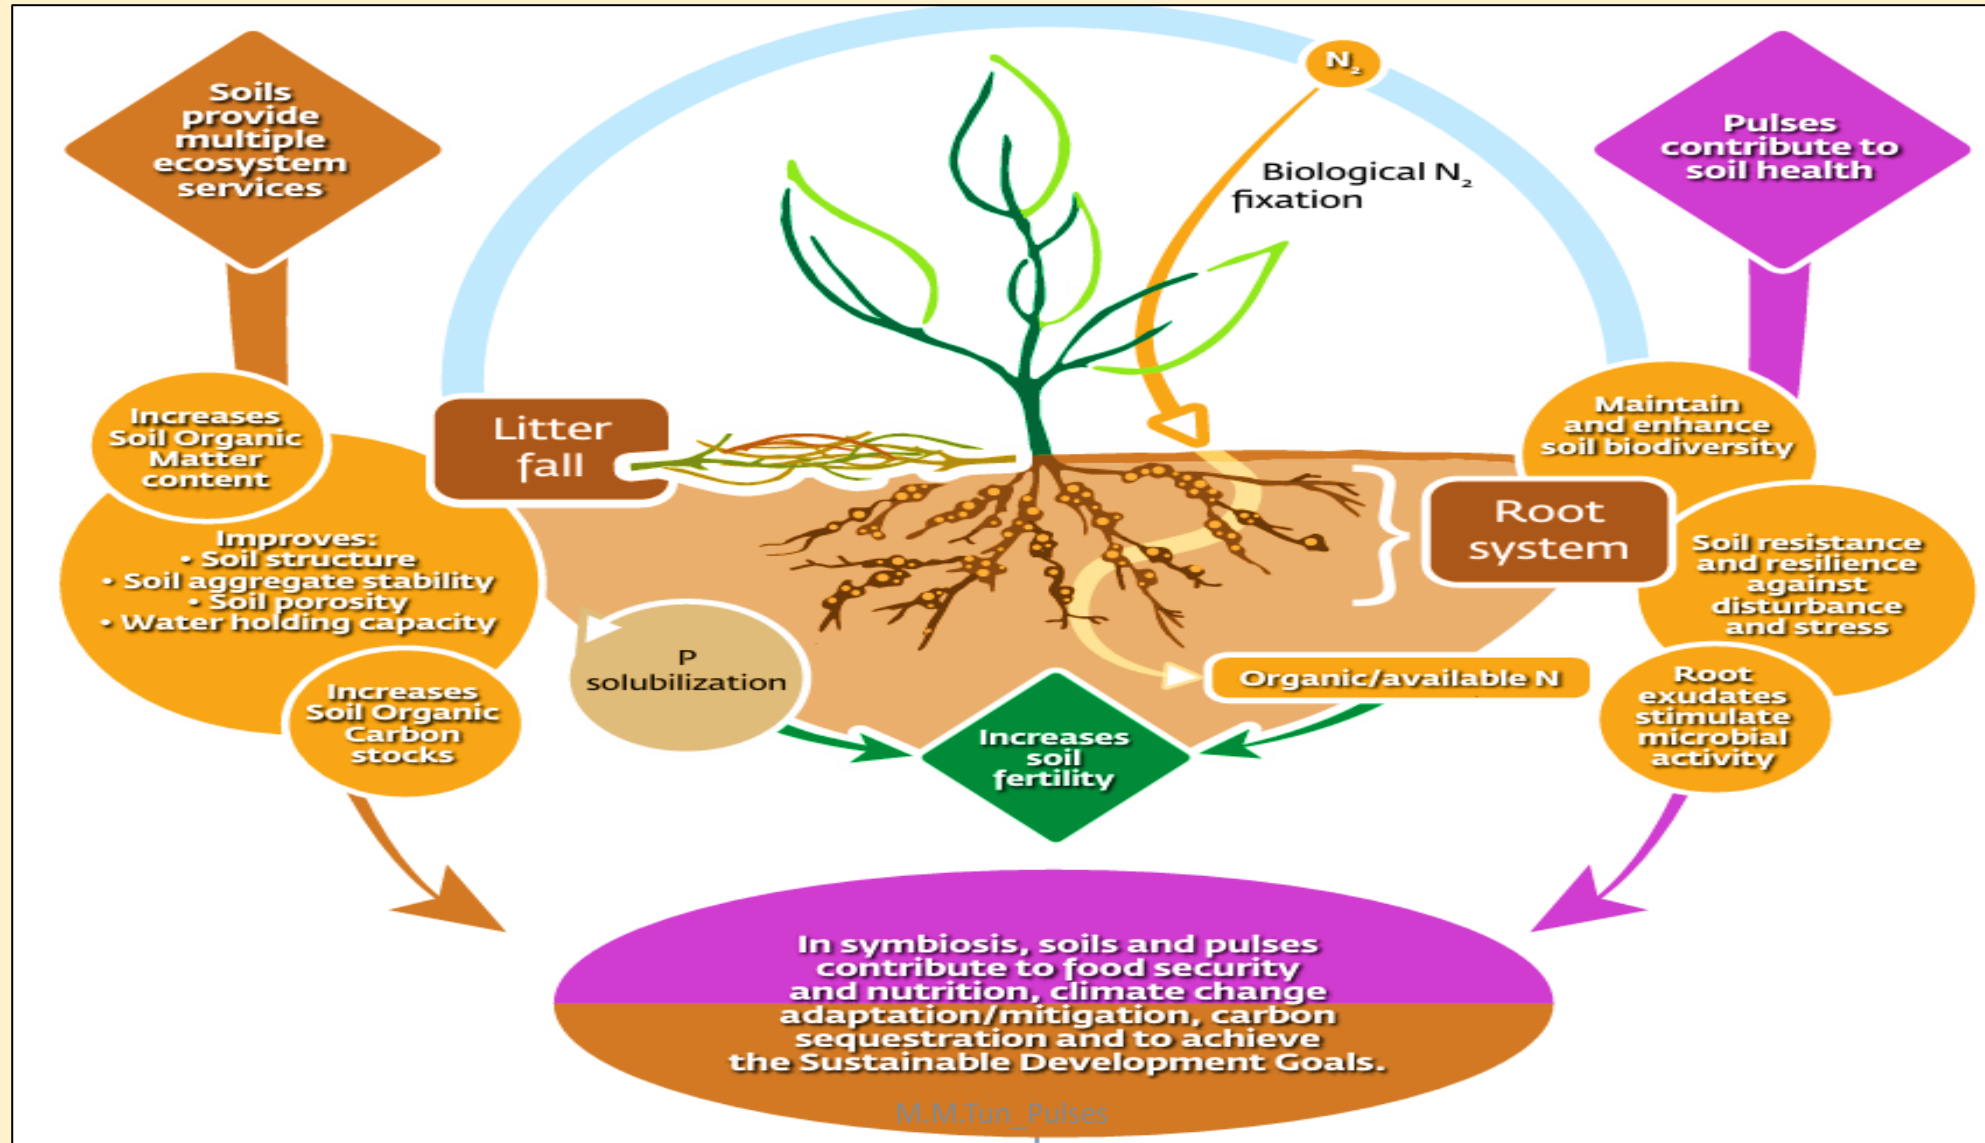 Soils
provide
multiple
ecosystem
services
N₂
Biological N₂
fixation
Pulses
contribute to
soil health
Increases
Soil Organic
Matter
content
Litter
fall
Maintain
and enhance
soil biodiversity
Improves:
• Soil structure
• Soil aggregate stability
• Soil porosity
• Water holding capacity
Root
system
Soil resistance
and resilience
against
disturbance
and stress
P
solubilization
Organic/available N
Increases
Soil Organic
Carbon
stocks
Root
exudates
stimulate
microbial
activity
Increases
soil
fertility
In symbiosis, soils and pulses
contribute to food security
and nutrition, climate change
adaptation/mitigation, carbon
sequestration and to achieve
the Sustainable Development Goals.
M.M.Tun_Pulses